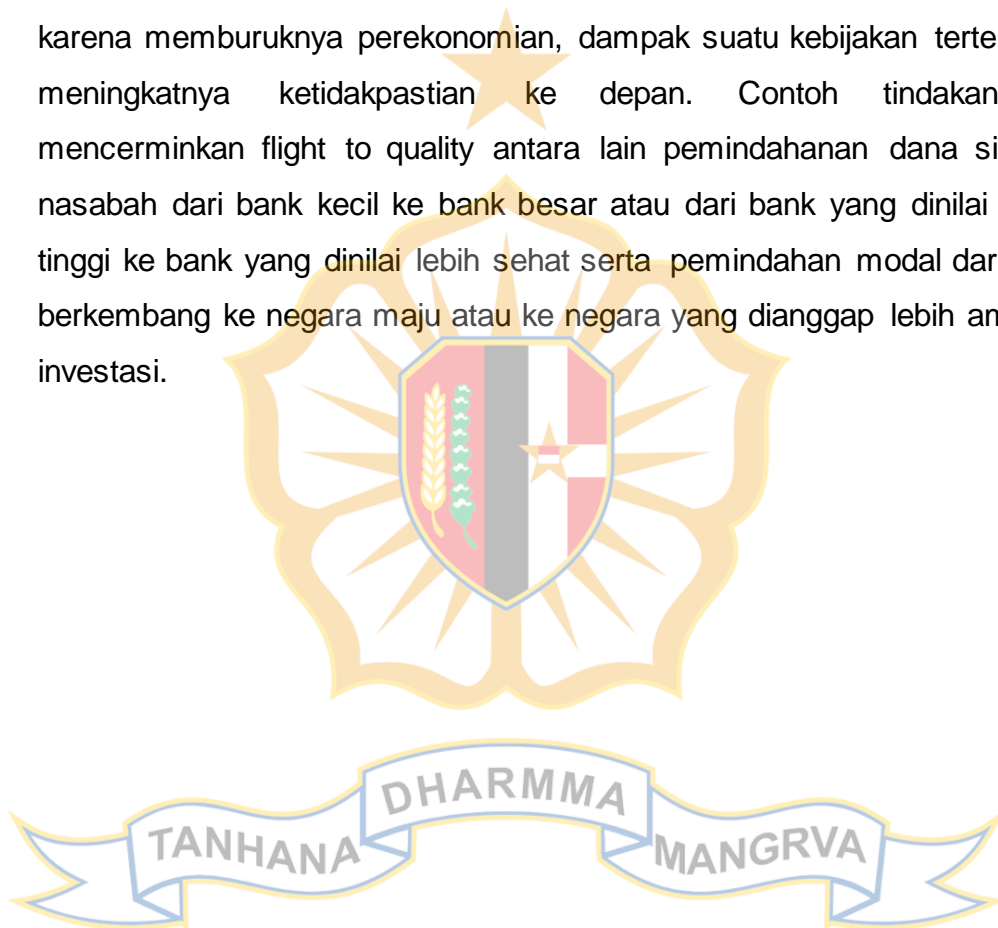 karena memburuknya perekonomian, dampak suatu kebijakan terte
meningkatnya ketidakpastian ke depan. Contoh tindakan
mencerminkan flight to quality antara lain pemindahanan dana si
nasabah dari bank kecil ke bank besar atau dari bank yang dinilai
tinggi ke bank yang dinilai lebih sehat serta pemindahan modal dar
berkembang ke negara maju atau ke negara yang dianggap lebih am
investasi.
TANHANA DHARMMA MANGRVA